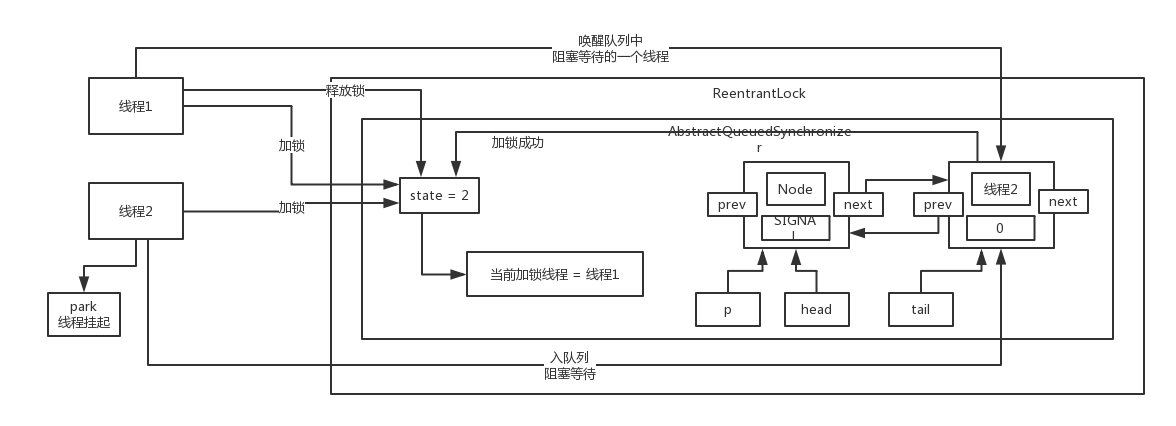 唤醒队列中
阻塞等待的一个线程
线程1
释放锁
ReentrantLock
加锁
加锁成功
AbstractQueuedSynchronize
r
线程2
加锁
state = 2
Node
prev
next
SIGNA
L
线程2
prev
next
0
当前加锁线程 = 线程1
park
线程挂起
p
head
tail
入队列
阻塞等待